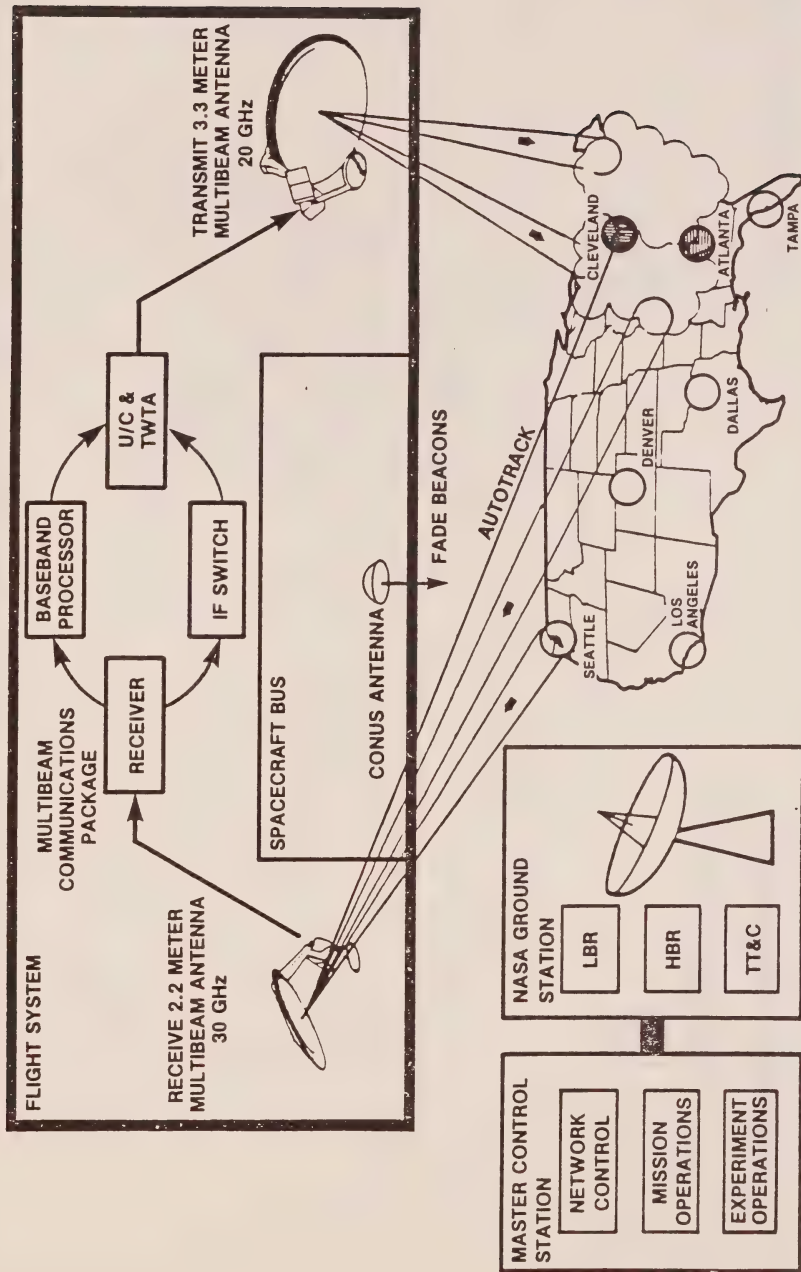 FLIGHT SYSTEM
MULTIBEAM
COMMUNICATIONS
PACKAGE
RECEIVE 2.2 METER
MULTIBEAM ANTENNA
30 GHz
RECEIVER
BASEBAND
PROCESSOR
IF SWITCH
U/C &
TWTA
TRANSMIT 3.3 METER
MULTIBEAM ANTENNA
20 GHz
SPACECRAFT BUS
CONUS ANTENNA
FADE BEACONS
AUTOTRACK
SEATTLE
LOS
ANGELES
DENVER
DALLAS
CLEVELAND
ATLANTA
TAMPA
MASTER CONTROL
STATION
NETWORK
CONTROL
MISSION
OPERATIONS
EXPERIMENT
OPERATIONS
NASA GROUND
STATION
LBR
HBR
TT&C